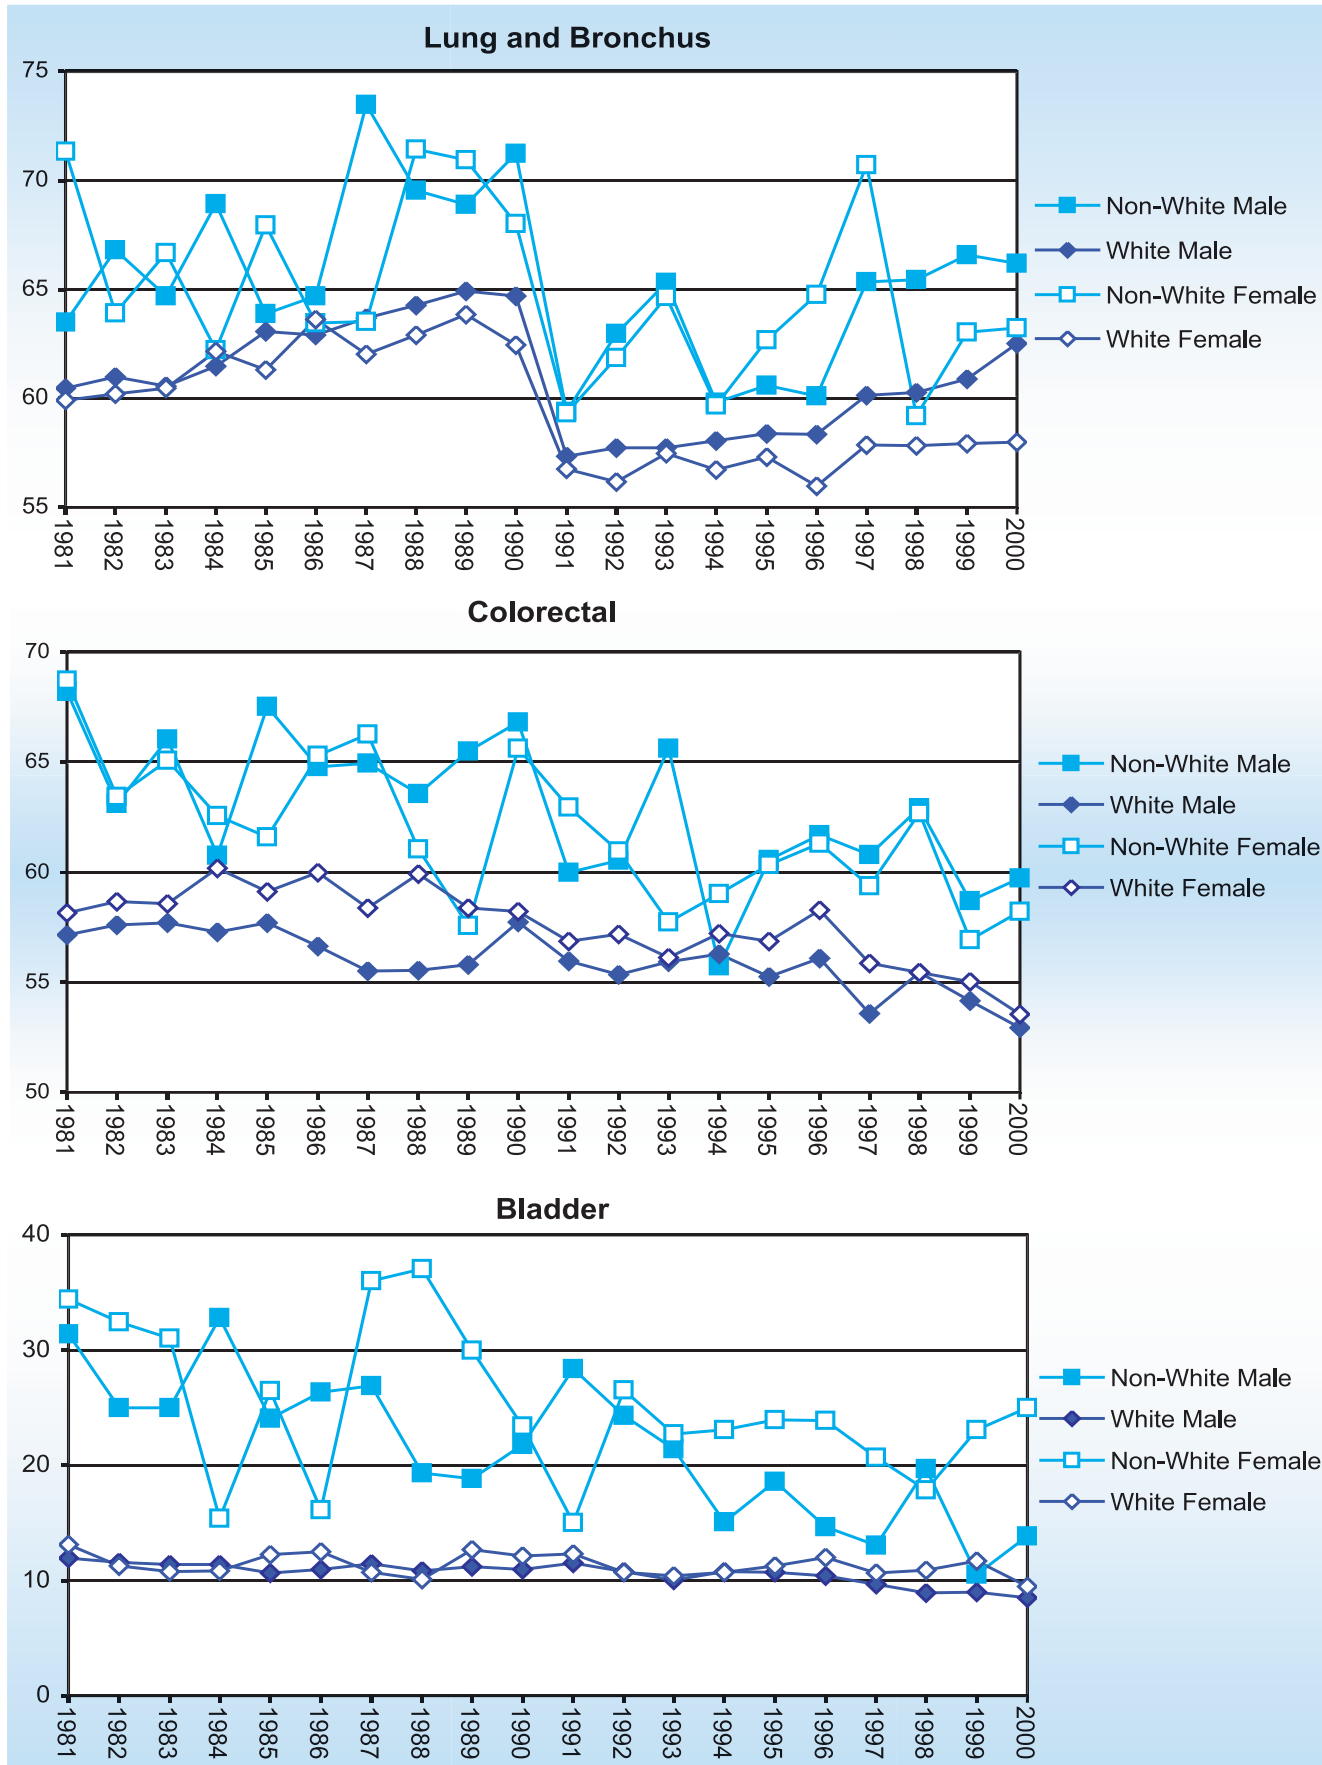 Lung and Bronchus
75
70
65
60
55
1981 1982 1983 1984 1985 1986 1987 1988 1989 1990 1991 1992 1993 1994 1995 1996 1997 1998 1999 2000
Non-White Male
White Male
Non-White Female
White Female
Colorectal
70
65
60
55
50
1981 1982 1983 1984 1985 1986 1987 1988 1989 1990 1991 1992 1993 1994 1995 1996 1997 1998 1999 2000
Non-White Male
White Male
Non-White Female
White Female
Bladder
40
30
20
10
0
1981 1982 1983 1984 1985 1986 1987 1988 1989 1990 1991 1992 1993 1994 1995 1996 1997 1998 1999 2000
Non-White Male
White Male
Non-White Female
White Female